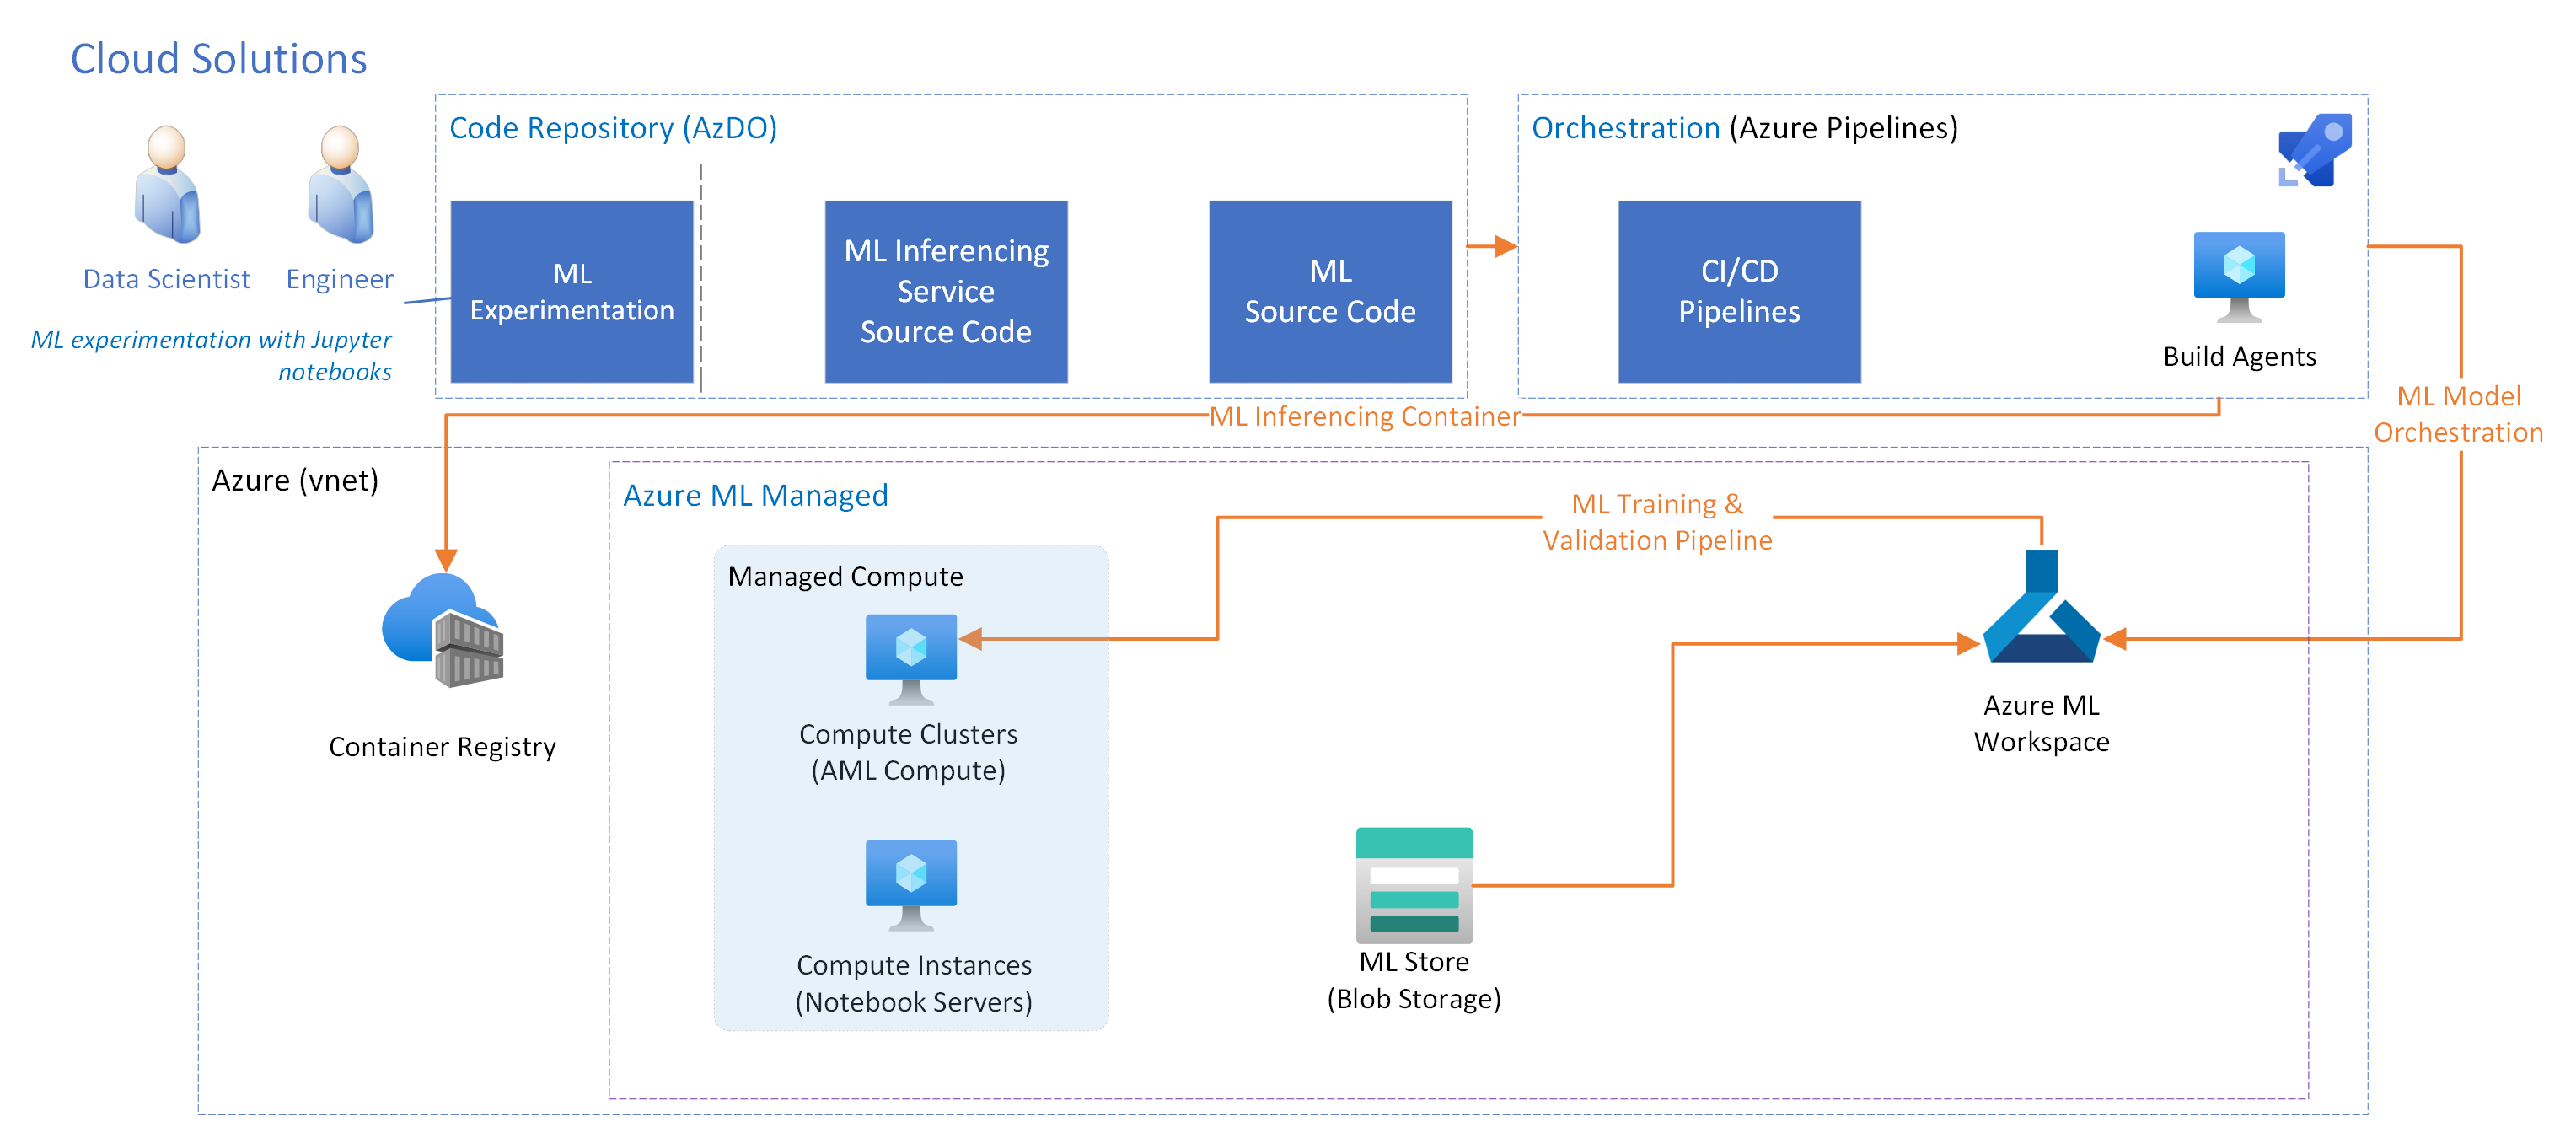 Cloud Solutions
Data Scientist
Engineer
ML experimentation with Jupyter
notebooks
Code Repository (AzDO)
ML
Experimentation
ML Inferencing
Service
Source Code
ML
Source Code
Orchestration (Azure Pipelines)
CI/CD
Pipelines
Build Agents
ML Inferencing Container
ML Model
Orchestration
Azure (vnet)
Container Registry
Azure ML Managed
Managed Compute
Compute Clusters
(AML Compute)
Compute Instances
(Notebook Servers)
ML Training &
Validation Pipeline
ML Store
(Blob Storage)
Azure ML
Workspace